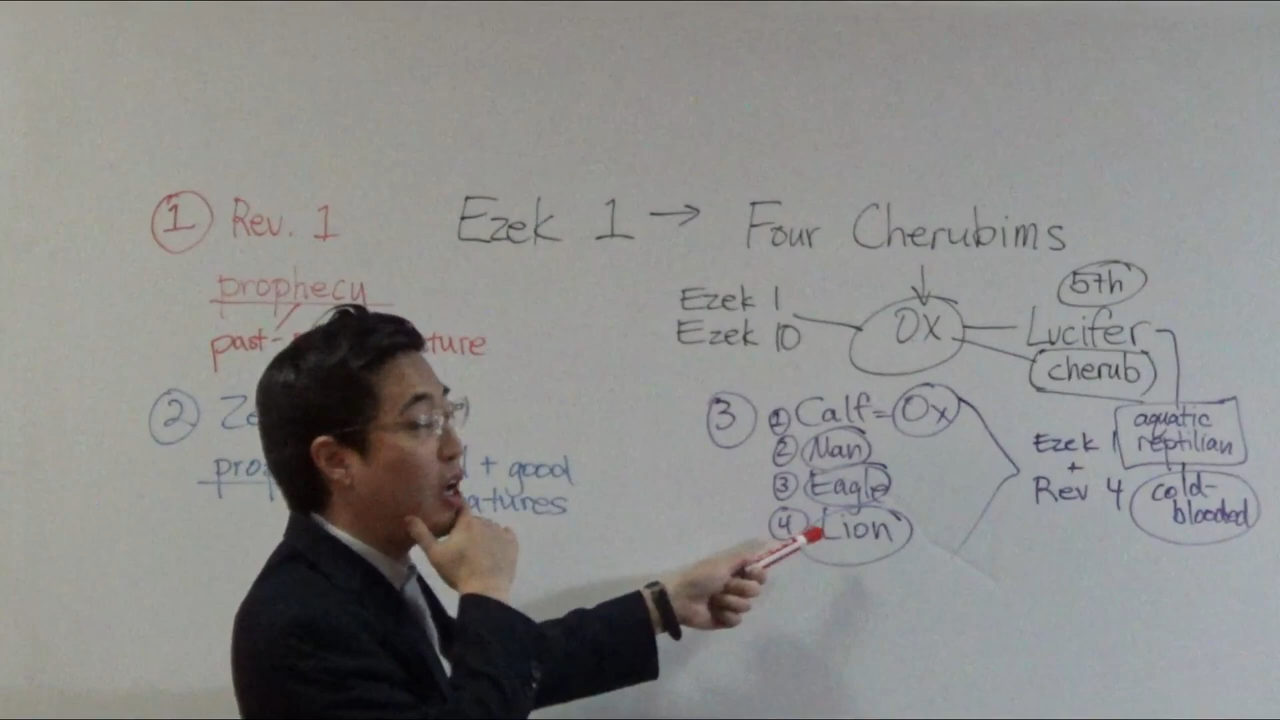 ① Rev. 1
prophecy
past- ture
②
+ good
atures
Ezek 1 → Four Cherubims
Ezek 1
Ezek 10
Ox
5th
Lucifer
cherub
aquatic
reptilian
cold-
blooded
③ ① Calf = Ox
② Man
③ Eagle
④ Lion
Ezek 1
+
Rev 4